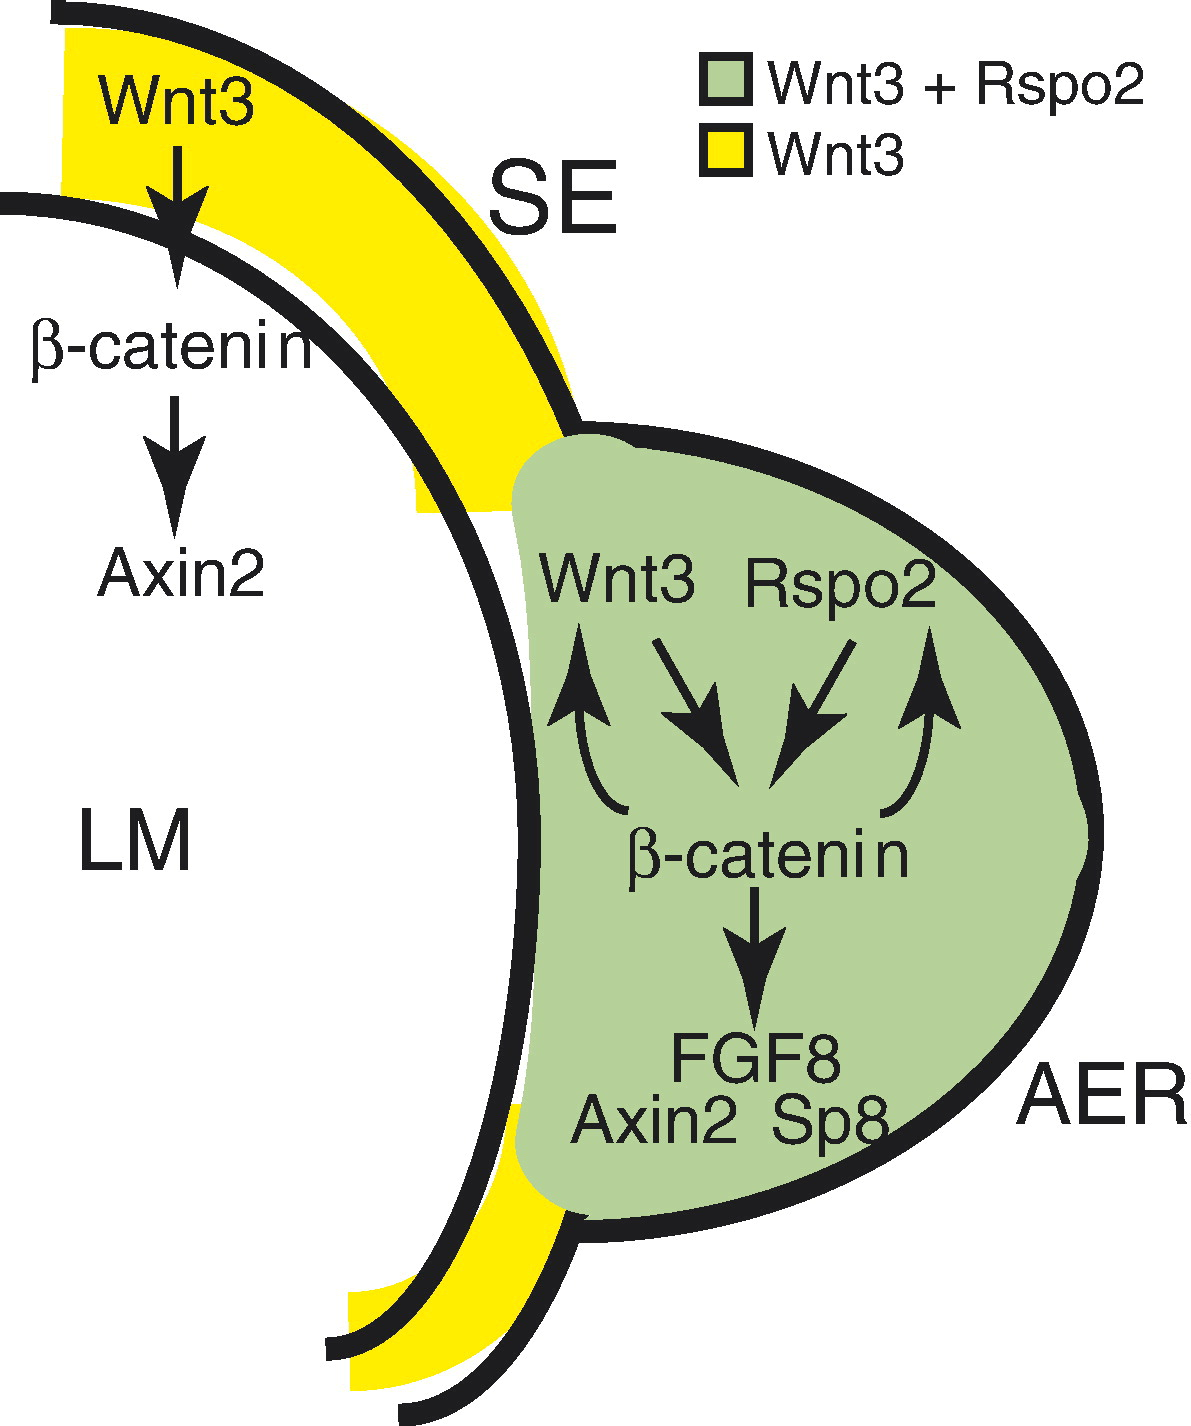 Wnt3 + Rspo2
Wnt3
Wnt3
SE
β-catenin
Axin2
Wnt3 Rspo2
β-catenin
LM
FGF8
Axin2 Sp8
AER